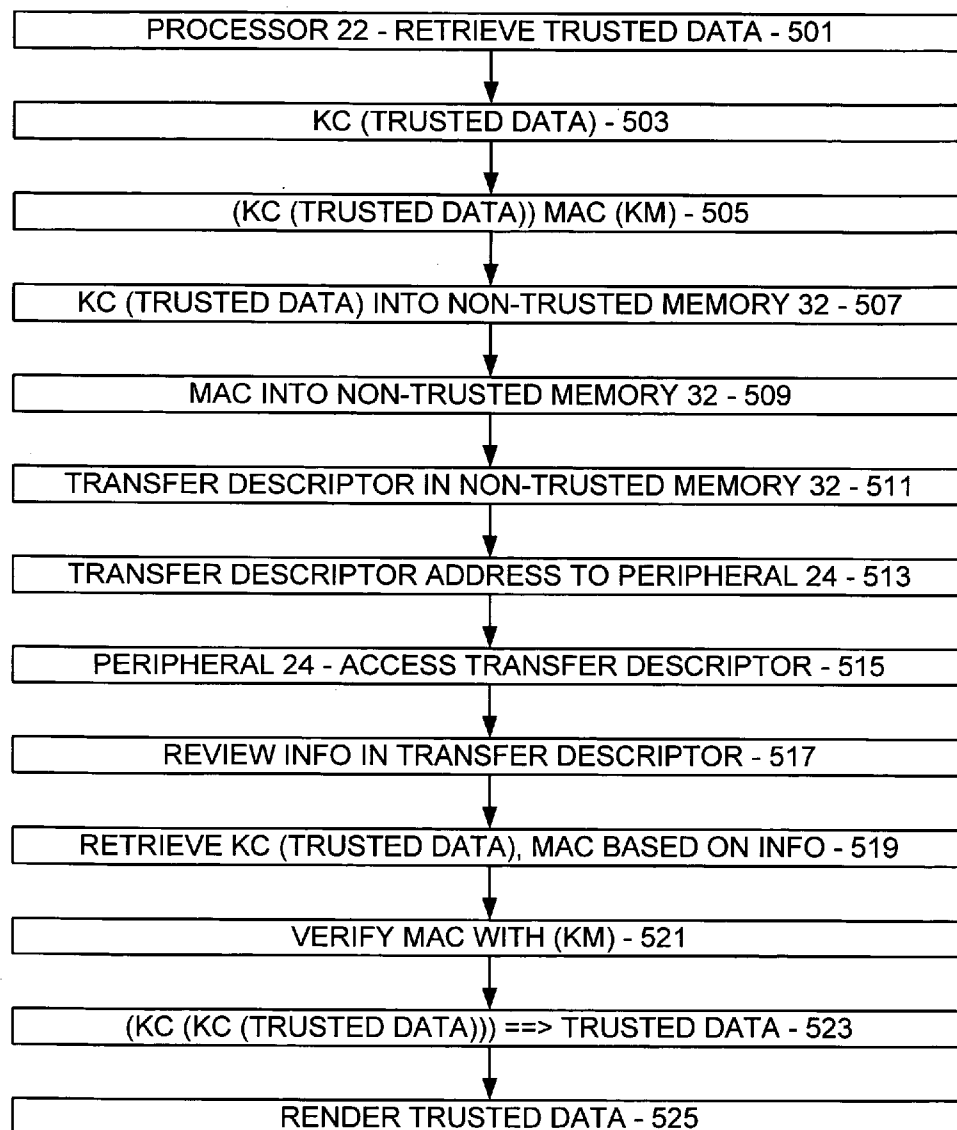 PROCESSOR 22 - RETRIEVE TRUSTED DATA - 501
KC (TRUSTED DATA) - 503
(KC (TRUSTED DATA)) MAC (KM) - 505
KC (TRUSTED DATA) INTO NON-TRUSTED MEMORY 32 - 507
MAC INTO NON-TRUSTED MEMORY 32 - 509
TRANSFER DESCRIPTOR IN NON-TRUSTED MEMORY 32 - 511
TRANSFER DESCRIPTOR ADDRESS TO PERIPHERAL 24 - 513
PERIPHERAL 24 - ACCESS TRANSFER DESCRIPTOR - 515
REVIEW INFO IN TRANSFER DESCRIPTOR - 517
RETRIEVE KC (TRUSTED DATA), MAC BASED ON INFO - 519
VERIFY MAC WITH (KM) - 521
(KC (KC (TRUSTED DATA))) ==> TRUSTED DATA - 523
RENDER TRUSTED DATA - 525